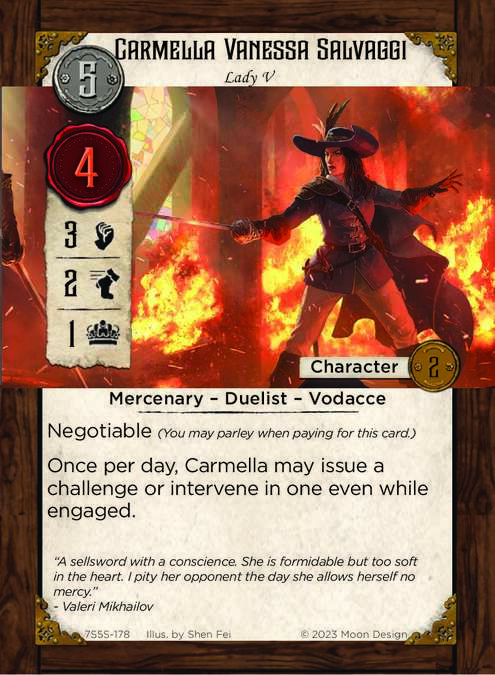 5
CARMELLA VANESSA SALVAGGI
Lady V
4
3
2
1
Character
2
Mercenary – Duelist – Vodacce
Negotiable (You may parley when paying for this card.)
Once per day, Carmella may issue a
challenge or intervene in one even while
engaged.
“A sellsword with a conscience. She is formidable but too soft
in the heart. I pity her opponent the day she allows herself no
mercy.”
- Valeri Mikhailov
7S5S-178 Illus. by Shen Fei © 2023 Moon Design